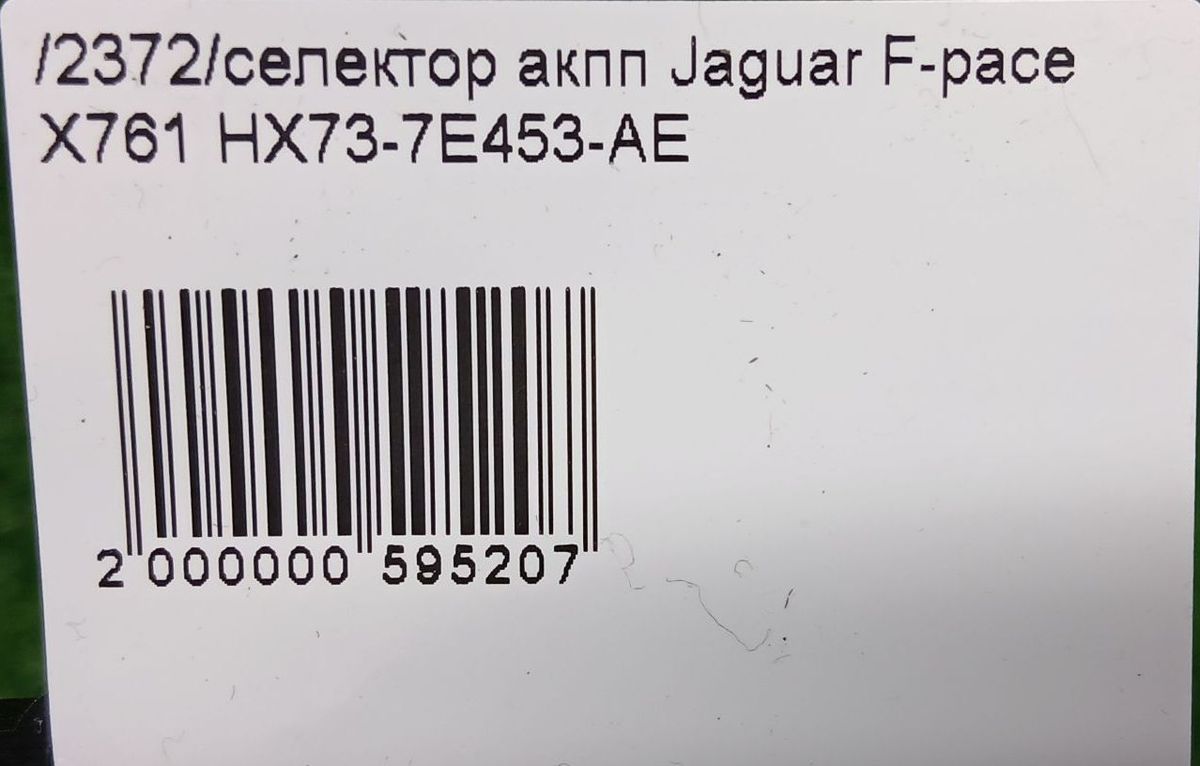 /2372/селектор акпп Jaguar F-pace
X761 HX73-7E453-AE
2 000000 595207